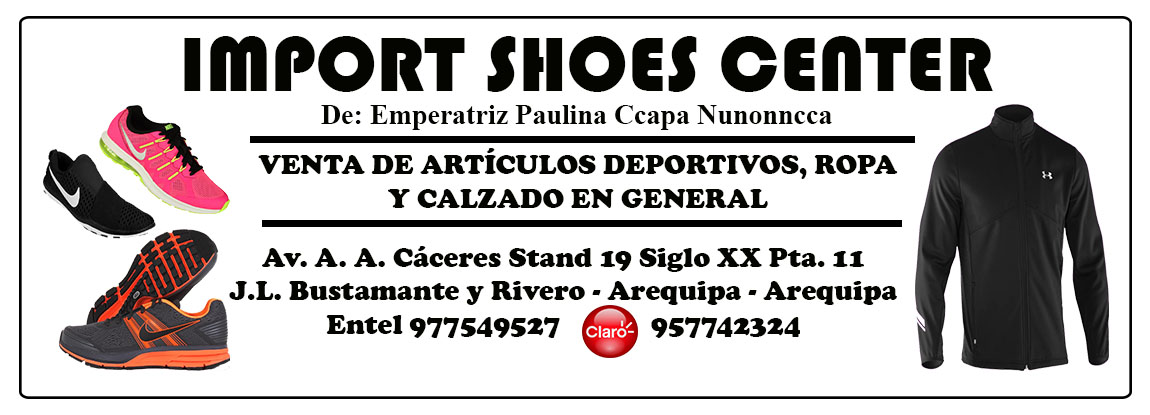 IMPORT SHOES CENTER
De: Emperatriz Paulina Ccapa Nunonncca
VENTA DE ARTÍCULOS DEPORTIVOS, ROPA
Y CALZADO EN GENERAL
Av. A. A. Cáceres Stand 19 Siglo XX Pta. 11
J.L. Bustamante y Rivero - Arequipa - Arequipa
Entel 977549527 Claro 957742324